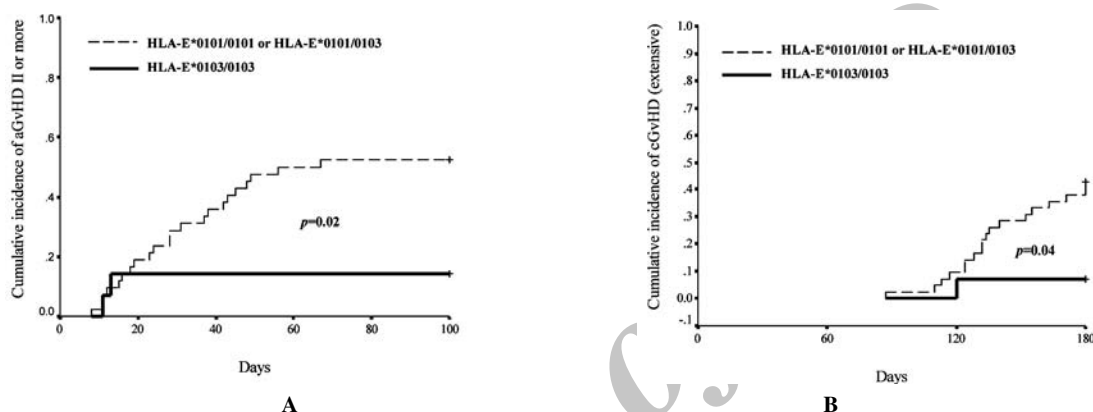 Cumulative incidence of aGvHD II or more
1.0
.8
.6
.4
.2
0.0
HLA-E*0101/0101 or HLA-E*0101/0103
HLA-E*0103/0103
p=0.02
0 20 40 60 80 100
Days
A
Cumulative incidence of cGvHD (extensive)
1.0
.9
.8
.7
.6
.5
.4
.3
.2
.1
0.0
-.1
HLA-E*0101/0101 or HLA-E*0101/0103
HLA-E*0103/0103
p=0.04
0 60 120 180
Days
B